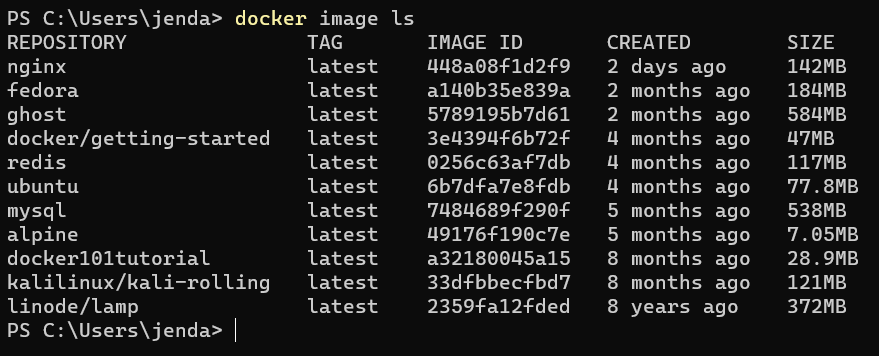 PS C:\Users\jenda> docker image ls
REPOSITORY TAG IMAGE ID CREATED SIZE
nginx latest 448a08f1d2f9 2 days ago 142MB
fedora latest a140b35e839a 2 months ago 184MB
ghost latest 5789195b7d61 2 months ago 584MB
docker/getting-started latest 3e4394f6b72f 4 months ago 47MB
redis latest 0256c63af7db 4 months ago 117MB
ubuntu latest 6b7dfa7e8fdb 4 months ago 77.8MB
mysql latest 7484689f290f 5 months ago 538MB
alpine latest 49176f190c7e 5 months ago 7.05MB
docker101tutorial latest a32180045a15 8 months ago 28.9MB
kalilinux/kali-rolling latest 33dfbbecfbd7 8 months ago 121MB
linode/lamp latest 2359fa12fded 8 years ago 372MB
PS C:\Users\jenda>